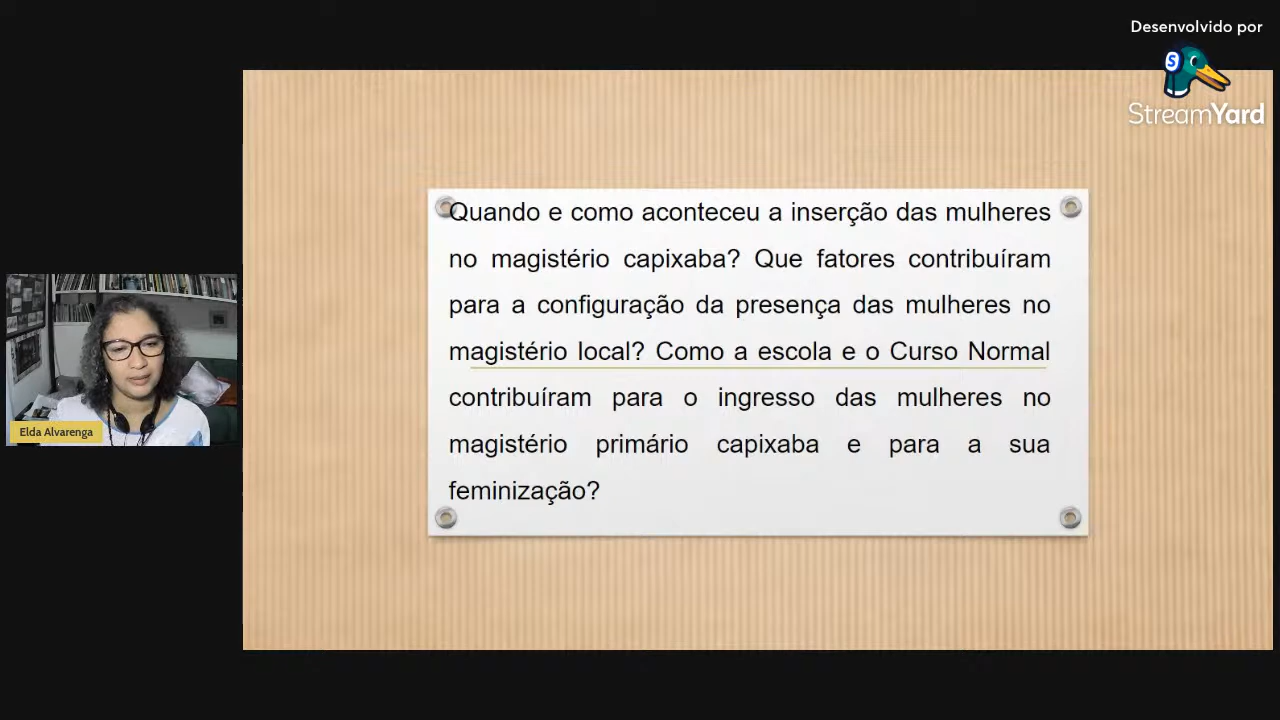 Desenvolvido por
StreamYard
Quando e como aconteceu a inserção das mulheres
no magistério capixaba? Que fatores contribuíram
para a configuração da presença das mulheres no
magistério local? Como a escola e o Curso Normal
contribuíram para o ingresso das mulheres no
magistério primário capixaba e para a sua
feminização?
Elda Alvarenga